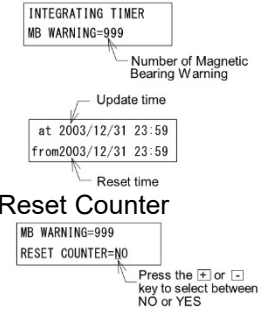 INTEGRATING TIMER
MB WARNING=999
Number of Magnetic
Bearing Warning
Update time
at 2003/12/31 23:59
from2003/12/31 23:59
Reset time
Reset Counter
MB WARNING=999
RESET COUNTER=NO
Press the + or -
key to select between
NO or YES